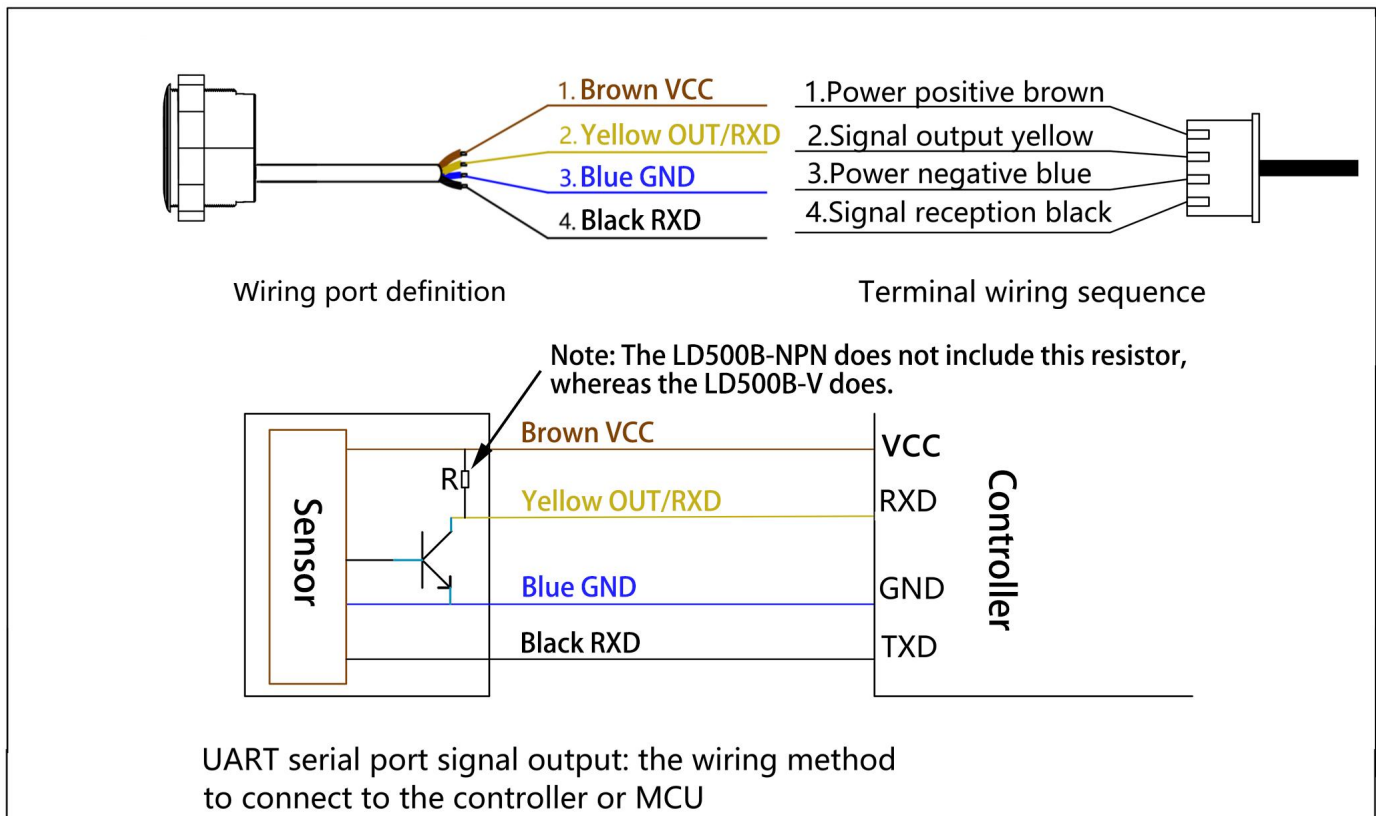 1. Brown VCC
2. Yellow OUT/RXD
3. Blue GND
4. Black RXD
Wiring port definition
1.Power positive brown
2.Signal output yellow
3.Power negative blue
4.Signal reception black
Terminal wiring sequence
Note: The LD500B-NPN does not include this resistor,
whereas the LD500B-V does.
Sensor
R
Brown VCC
Yellow OUT/RXD
Blue GND
Black RXD
VCC
RXD
GND
TXD
Controller
UART serial port signal output: the wiring method
to connect to the controller or MCU